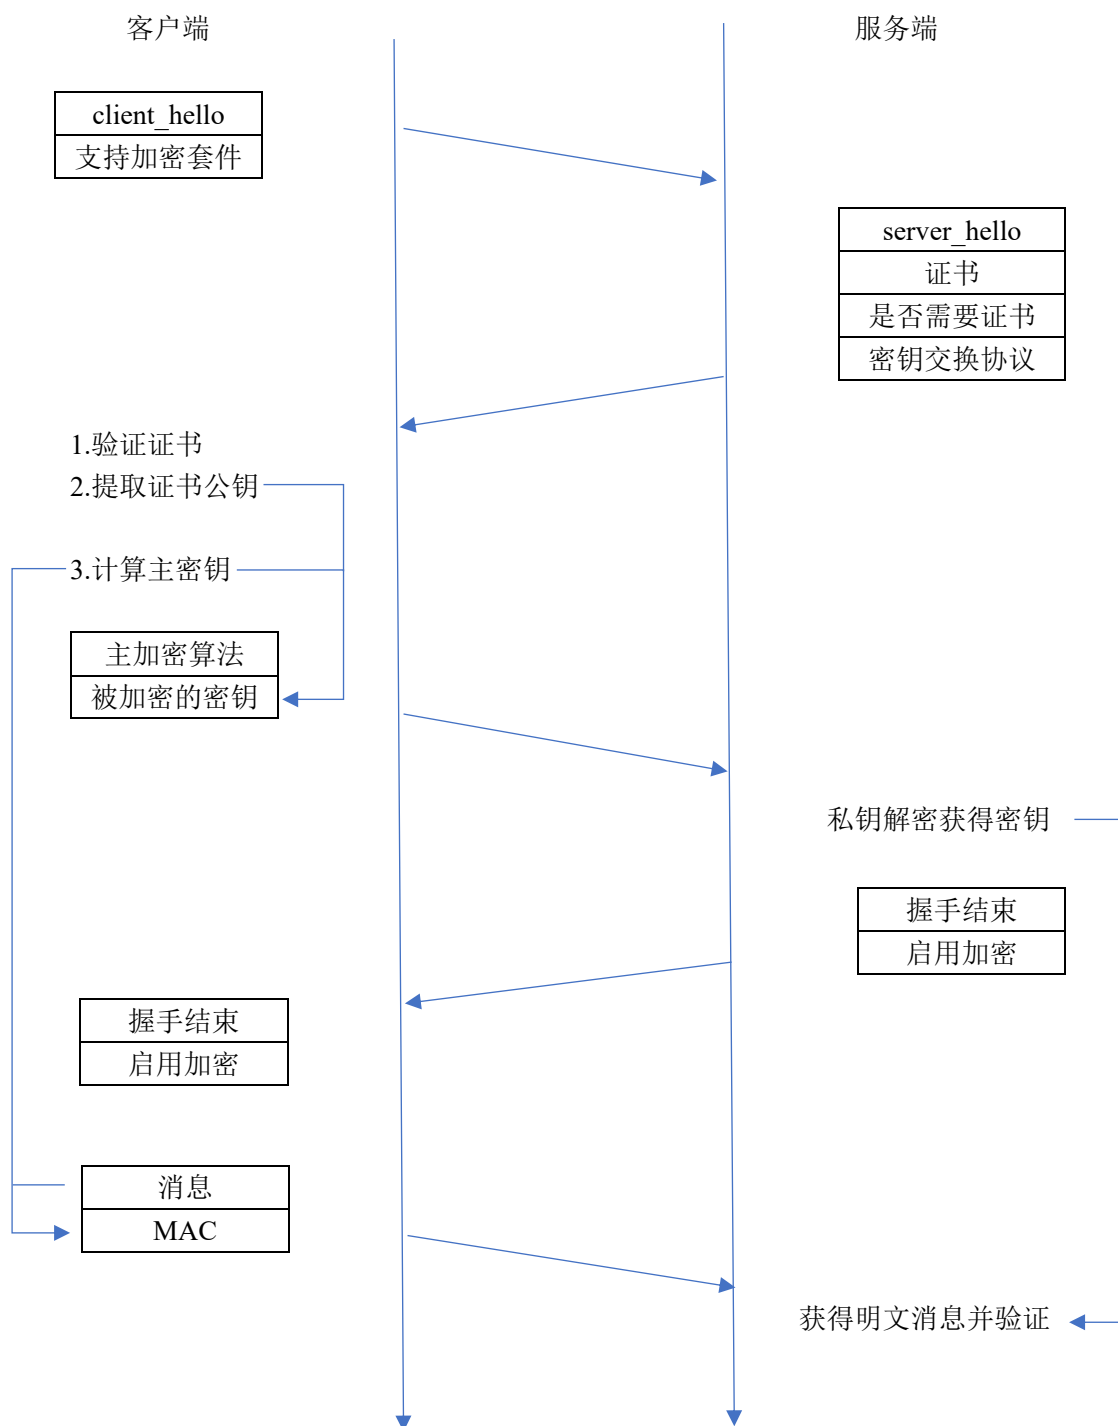 客户端
服务端
client_hello
支持加密套件
server_hello
证书
是否需要证书
密钥交换协议
1.验证证书
2.提取证书公钥
3.计算主密钥
主加密算法
被加密的密钥
私钥解密获得密钥
握手结束
启用加密
握手结束
启用加密
消息
MAC
获得明文消息并验证